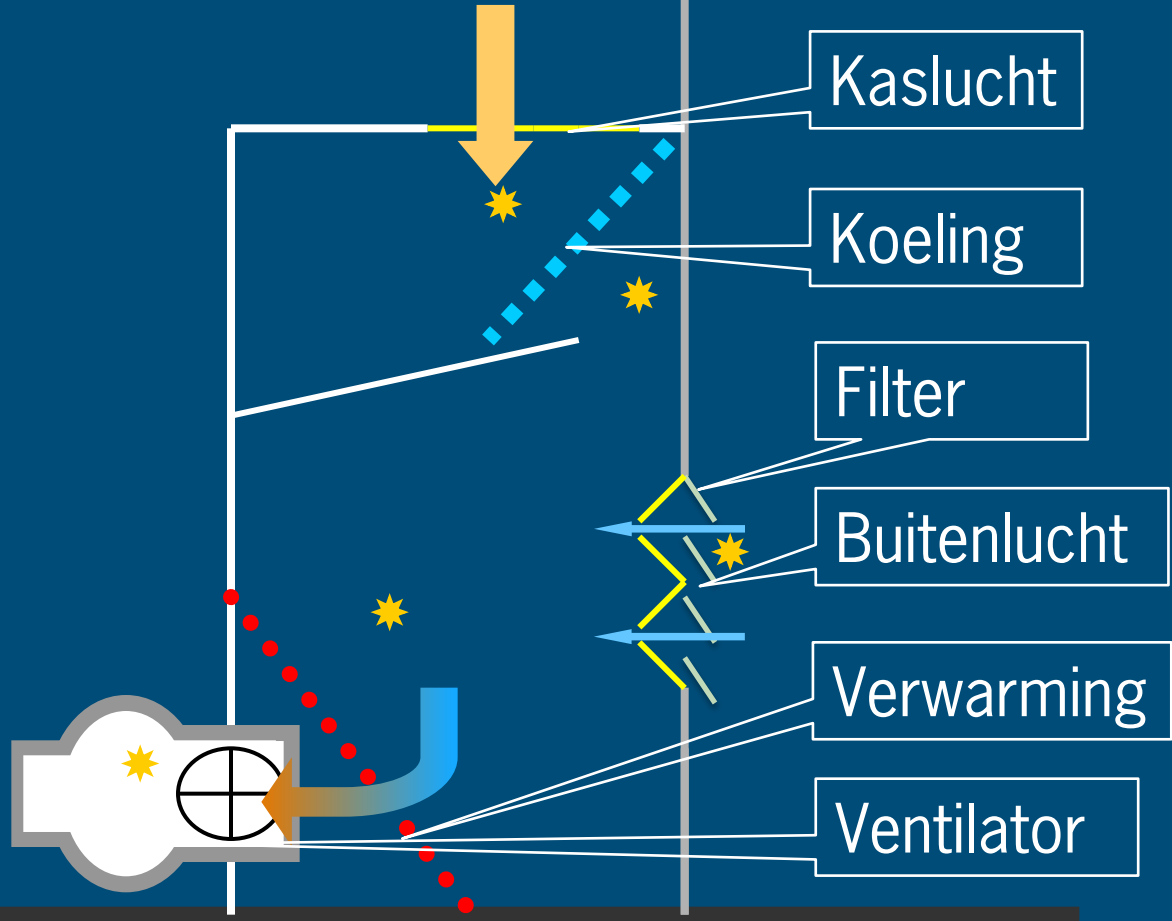 Kaslucht
Koeling
Filter
Buitenlucht
Verwarming
Ventilator